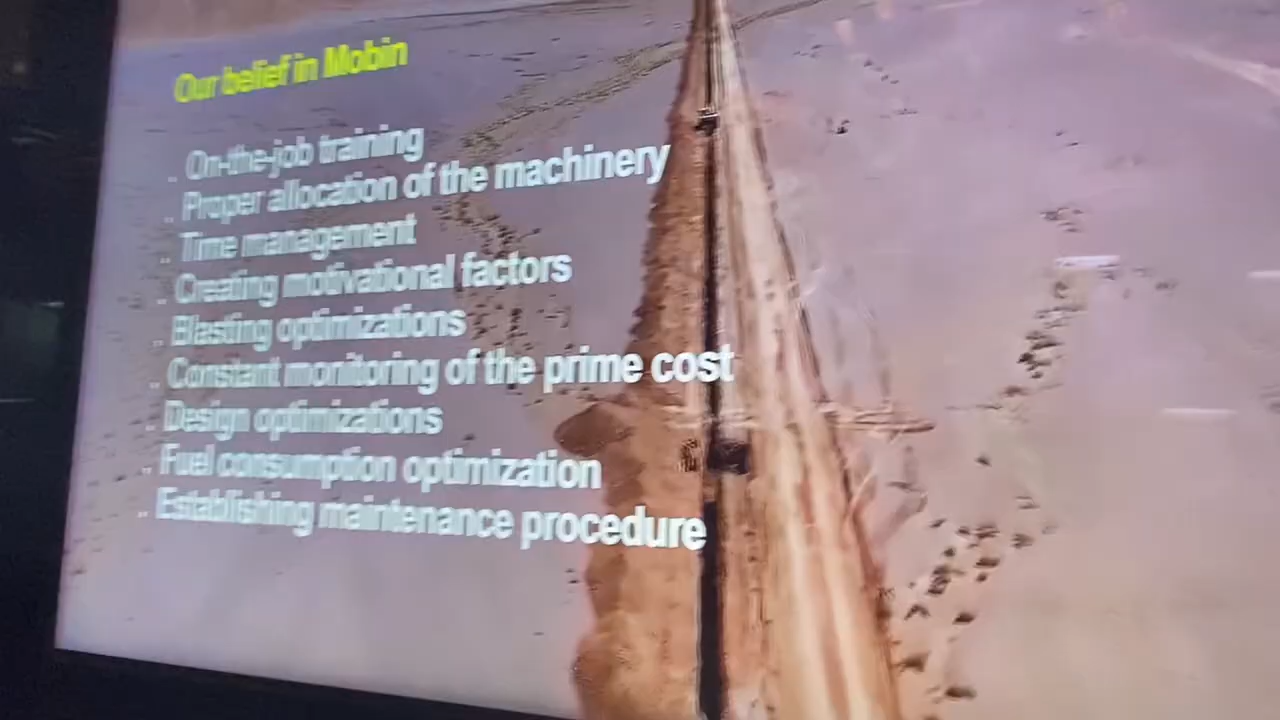 Our belief in Mobin
. On-the-job training
. Proper allocation of the machinery
. Time management
. Creating motivational factors
. Blasting optimizations
. Constant monitoring of the prime cost
. Design optimizations
. Fuel consumption optimization
. Establishing maintenance procedure